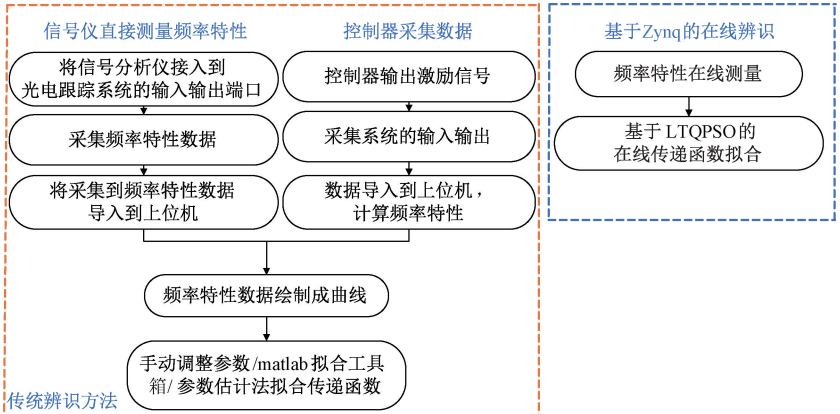 信号仪直接测量频率特性
将信号分析仪接入到
光电跟踪系统的输入输出端口
采集频率特性数据
将采集到频率特性数据
导入到上位机
控制器采集数据
控制器输出激励信号
采集系统的输入输出
数据导入到上位机，
计算频率特性
频率特性数据绘制成曲线
手动调整参数/matlab拟合工具
箱/参数估计法拟合传递函数
传统辨识方法
基于Zynq的在线辨识
频率特性在线测量
基于LTQPSO的
在线传递函数拟合